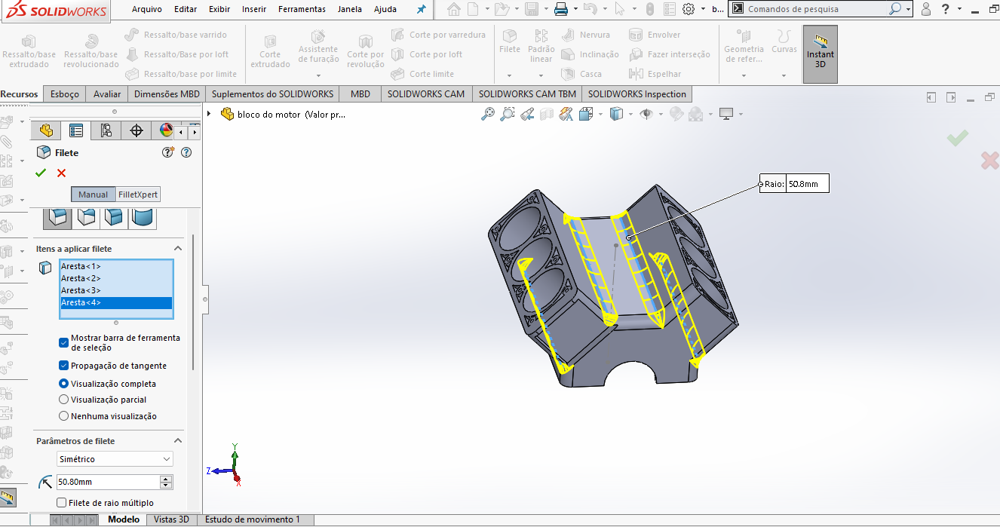 SOLIDWORKS
Arquivo Editar Exibir Inserir Ferramentas Janela Ajuda
b...
Comandos de pesquisa
?
Ressalto/base extrudado
Ressalto/base revolucionado
Ressalto/base varrido
Ressalto/Base por loft
Ressalto/base por limite
Corte extrudado
Assistente de furação
Corte por revolução
Corte por varredura
Corte por loft
Corte limite
Filete
Padrão linear
Nervura
Inclinação
Casca
Envolver
Fazer interseção
Espelhar
Geometria de refer...
Curvas
Instant 3D
Recursos Esboço Avaliar Dimensões MBD Suplementos do SOLIDWORKS MBD SOLIDWORKS CAM SOLIDWORKS CAM TBM SOLIDWORKS Inspection
bloco do motor (Valor pr...
Filete
Manual FilletXpert
Itens a aplicar filete
Aresta<1>
Aresta<2>
Aresta<3>
Aresta<4>
Mostrar barra de ferramenta
de seleção
Propagação de tangente
Visualização completa
Visualização parcial
Nenhuma visualização
Parâmetros de filete
Simétrico
50.80mm
Filete de raio múltiplo
Raio: 50.8mm
Y
Z
X
Modelo Vistas 3D Estudo de movimento 1